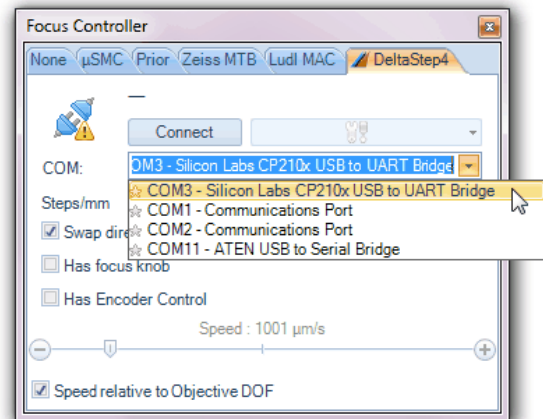 Focus Controller
None µSMC Prior Zeiss MTB Ludl MAC DeltaStep4
Connect
COM: OM3 - Silicon Labs CP210x USB to UART Bridge
COM3 - Silicon Labs CP210x USB to UART Bridge
Steps/mm
COM1 - Communications Port
Swap dire
COM2 - Communications Port
COM11 - ATEN USB to Serial Bridge
Has focus knob
Has Encoder Control
Speed : 1001 µm/s
Speed relative to Objective DOF